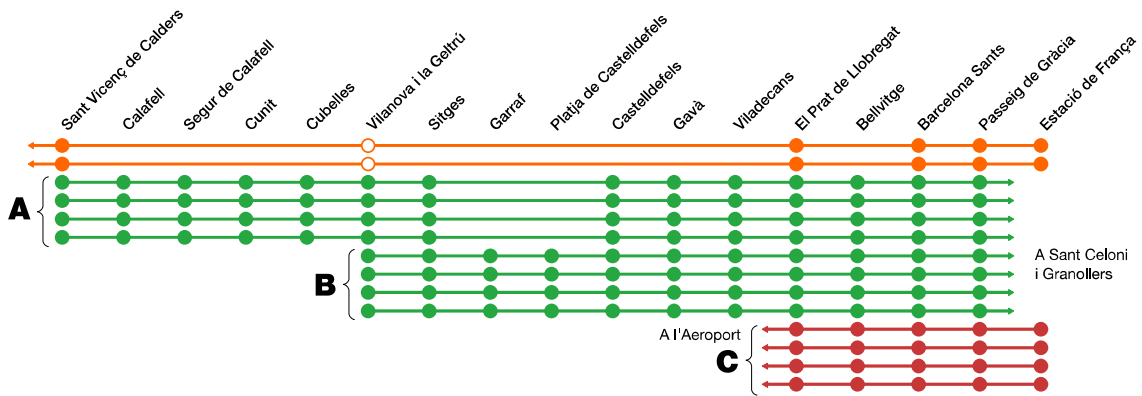 Sant Vicenç de Calders
Calafell
Segur de Calafell
Cunit
Cubelles
Vilanova i la Geltrú
Sitges
Garraf
Platja de Castelldefels
Castelldefels
Gavà
Viladecans
El Prat de Llobregat
Bellvitge
Barcelona Sants
Passeig de Gràcia
Estació de França
A
B
A Sant Celoni
i Granollers
A l'Aeroport
C